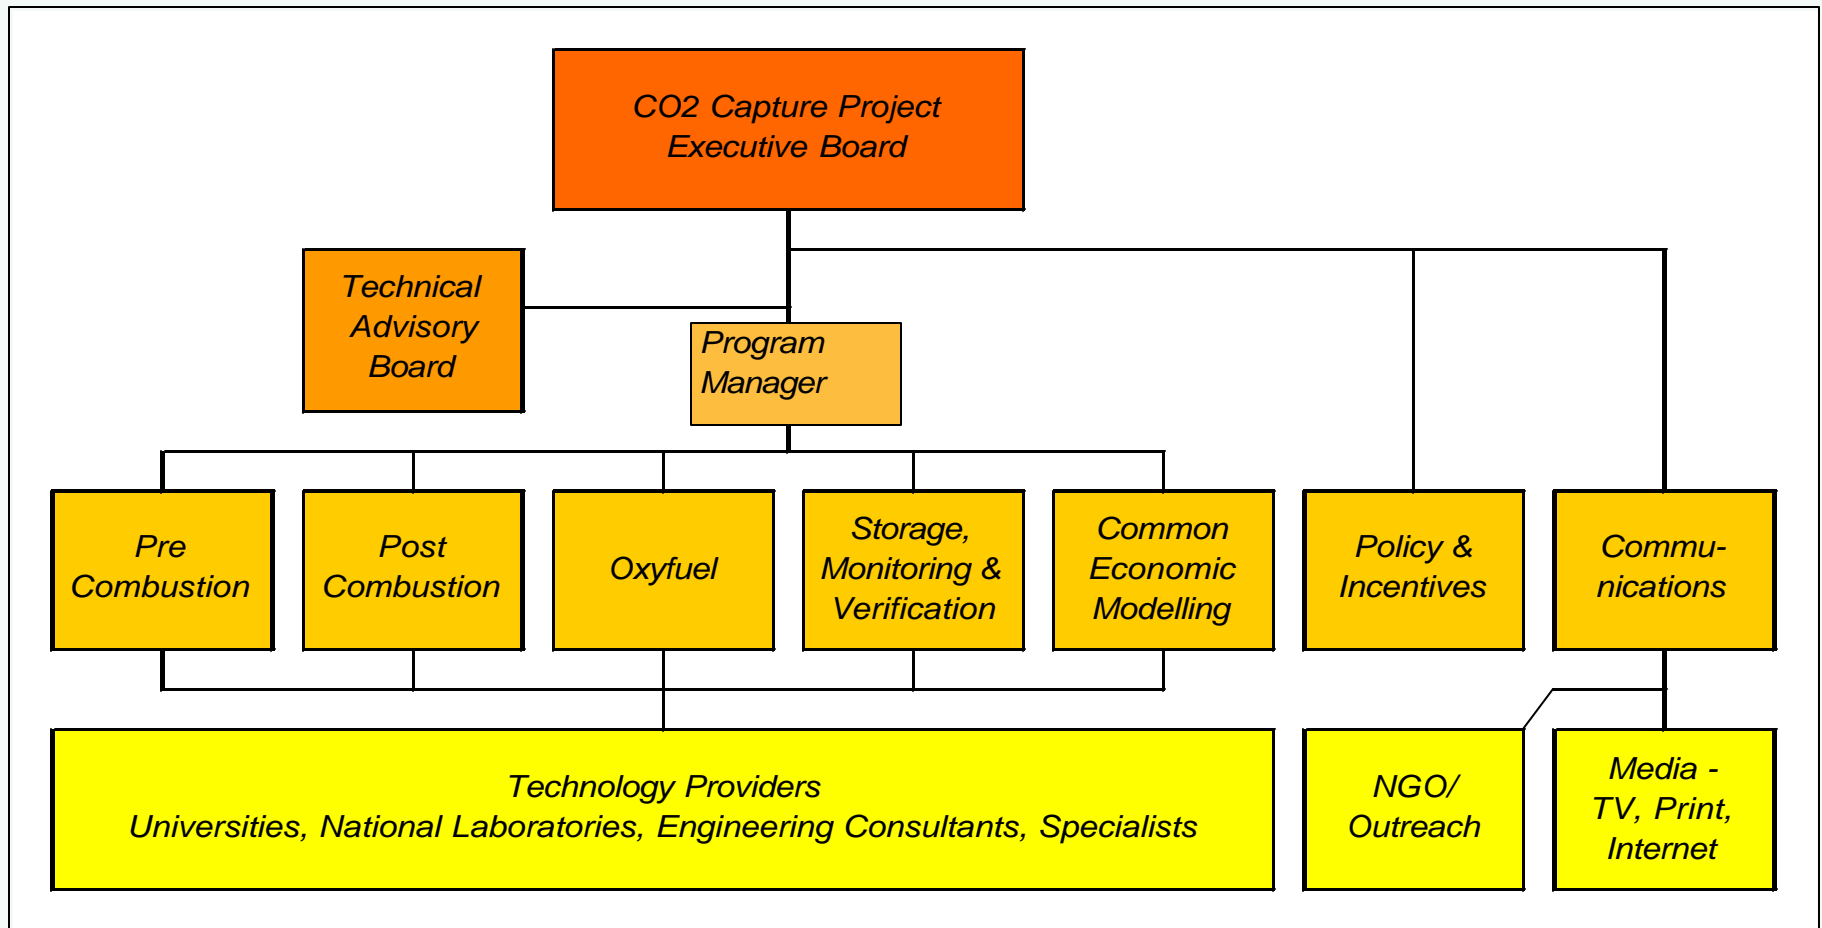 CO2 Capture Project
Executive Board
Technical
Advisory
Board
Program
Manager
Pre
Combustion
Post
Combustion
Oxyfuel
Storage,
Monitoring &
Verification
Common
Economic
Modelling
Policy &
Incentives
Commu-
nications
Technology Providers
Universities, National Laboratories, Engineering Consultants, Specialists
NGO/
Outreach
Media -
TV, Print,
Internet